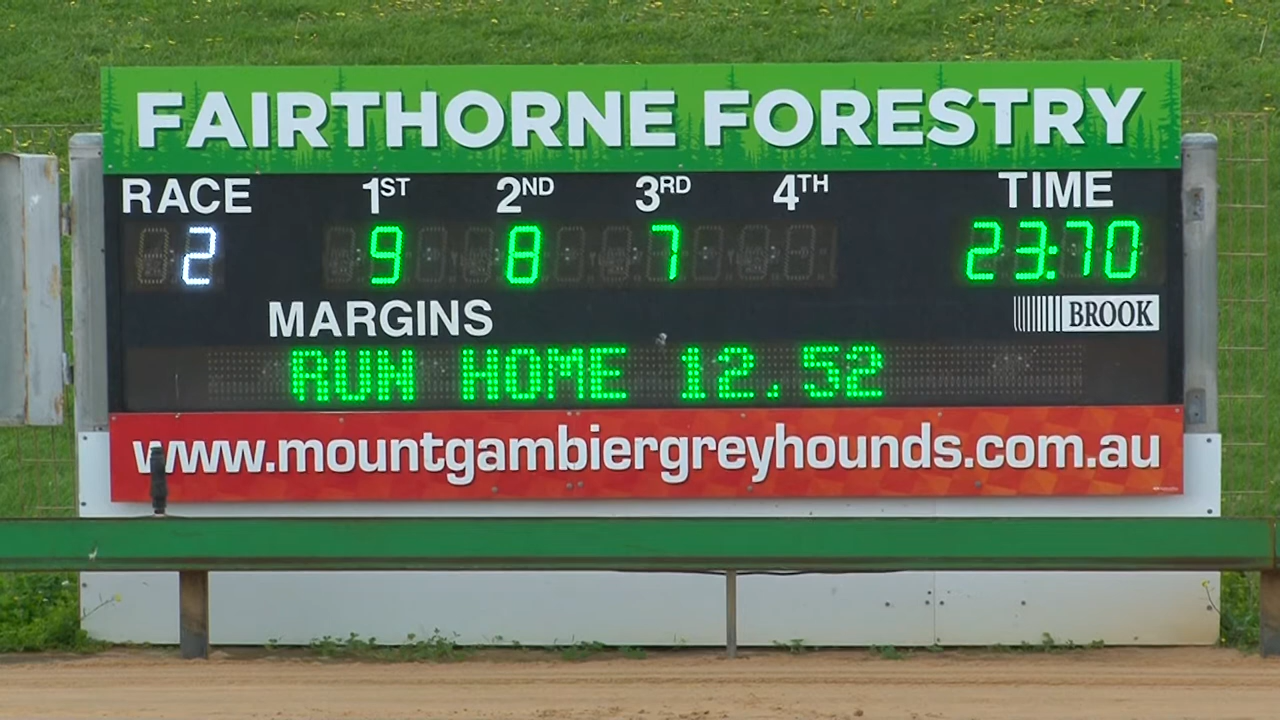 FAIRTHORNE FORESTRY
RACE 1ST 2ND 3RD 4TH TIME
2 9 8 7 23:70
MARGINS
BROOK
RUN HOME 12.52
www.mountgambiergreyhounds.com.au